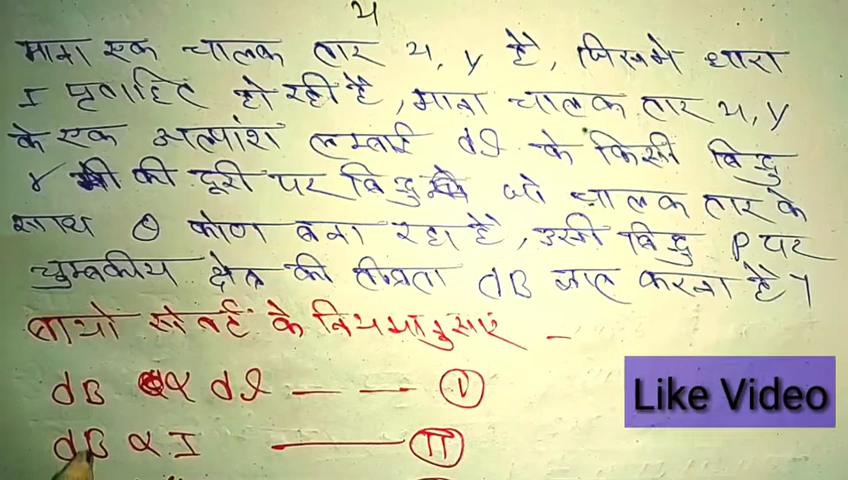 y
माना एक चालक तार x, y है, जिसमे धारा
I प्रवाहित हो रही है, माना चालक तार x, y
के एक अल्पांश लम्बाई dl के किसी बिन्दु
r की दूरी पर बिन्दु जो चालक तार के
साथ θ कोण बना रहा है, उसी बिन्दु P पर
चुम्बकीय क्षेत्र की तीव्रता dB ज्ञात करना है।
बायो सेवर्ट के नियमानुसार –
dB ∝ dl — — (I)
Like Video
dB ∝ I —— (II)